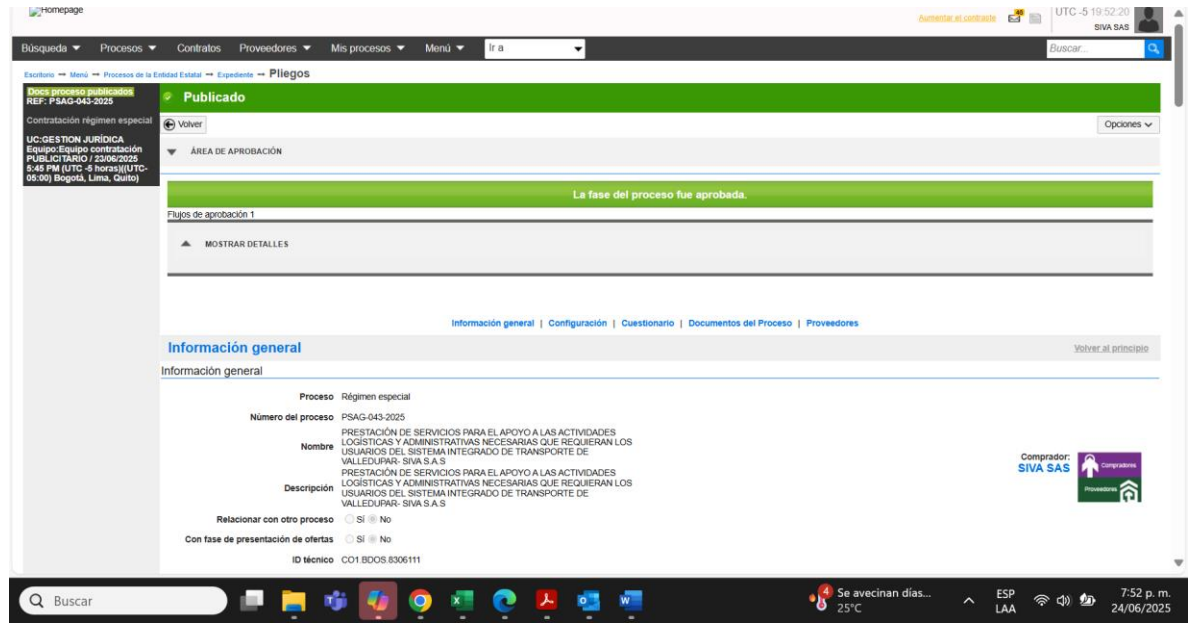 Homepage
Aumentar el contraste
45
UTC -5 19:52:20
SIVA SAS
Búsqueda Procesos Contratos Proveedores Mis procesos Menú Ir a Buscar...
Escritorio → Menú → Procesos de la Entidad Estatal → Expediente → Pliegos
Docs proceso publicados
REF: PSAG-043-2025
Contratación régimen especial
UC:GESTION JURÍDICA
Equipo:Equipo contratación
PUBLICITARIO / 23/06/2025
5:45 PM (UTC -5 horas)((UTC-
05:00) Bogotá, Lima, Quito)
Publicado
Volver
Opciones
ÁREA DE APROBACIÓN
La fase del proceso fue aprobada.
Flujos de aprobación 1
MOSTRAR DETALLES
Información general | Configuración | Cuestionario | Documentos del Proceso | Proveedores
Información general
Volver al principio
Información general
Proceso Régimen especial
Número del proceso PSAG-043-2025
Nombre PRESTACIÓN DE SERVICIOS PARA EL APOYO A LAS ACTIVIDADES
LOGÍSTICAS Y ADMINISTRATIVAS NECESARIAS QUE REQUIERAN LOS
USUARIOS DEL SISTEMA INTEGRADO DE TRANSPORTE DE
VALLEDUPAR- SIVA S.A.S
Descripción PRESTACIÓN DE SERVICIOS PARA EL APOYO A LAS ACTIVIDADES
LOGÍSTICAS Y ADMINISTRATIVAS NECESARIAS QUE REQUIERAN LOS
USUARIOS DEL SISTEMA INTEGRADO DE TRANSPORTE DE
VALLEDUPAR- SIVA S.A.S
Comprador:
SIVA SAS
Compradores
Proveedores
Relacionar con otro proceso Sí No
Con fase de presentación de ofertas Sí No
ID técnico CO1.BDOS.8306111
Buscar
4
Se avecinan días...
25°C
ESP
LAA
7:52 p. m.
24/06/2025